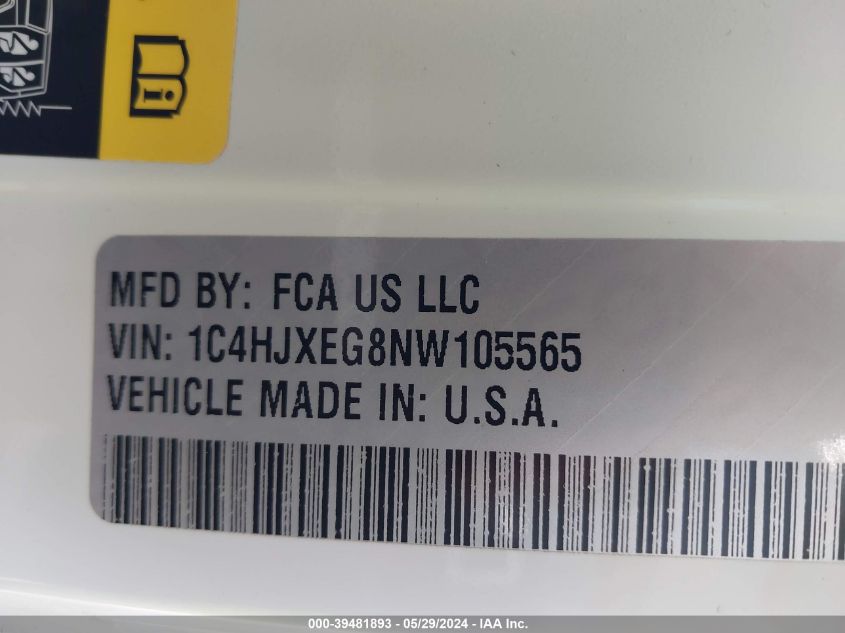 MFD BY: FCA US LLC
VIN: 1C4HJXEG8NW105565
VEHICLE MADE IN: U.S.A.
000-39481893 - 05/29/2024 - IAA Inc.